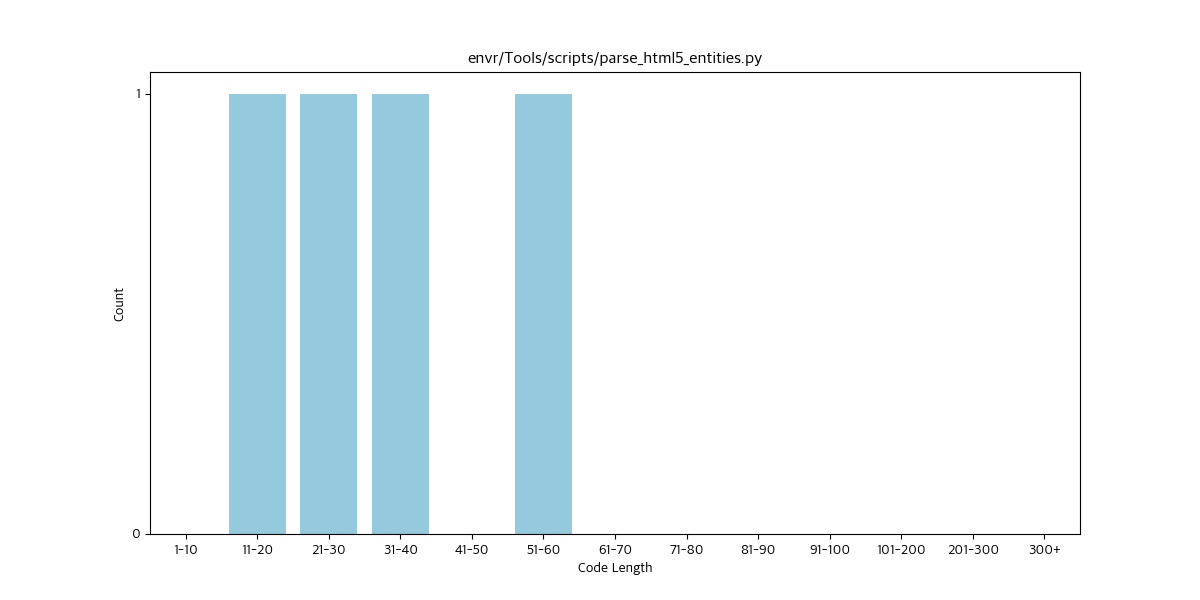 envr/Tools/scripts/parse_html5_entities.py
1
Count
0
1-10 11-20 21-30 31-40 41-50 51-60 61-70 71-80 81-90 91-100 101-200 201-300 300+
Code Length